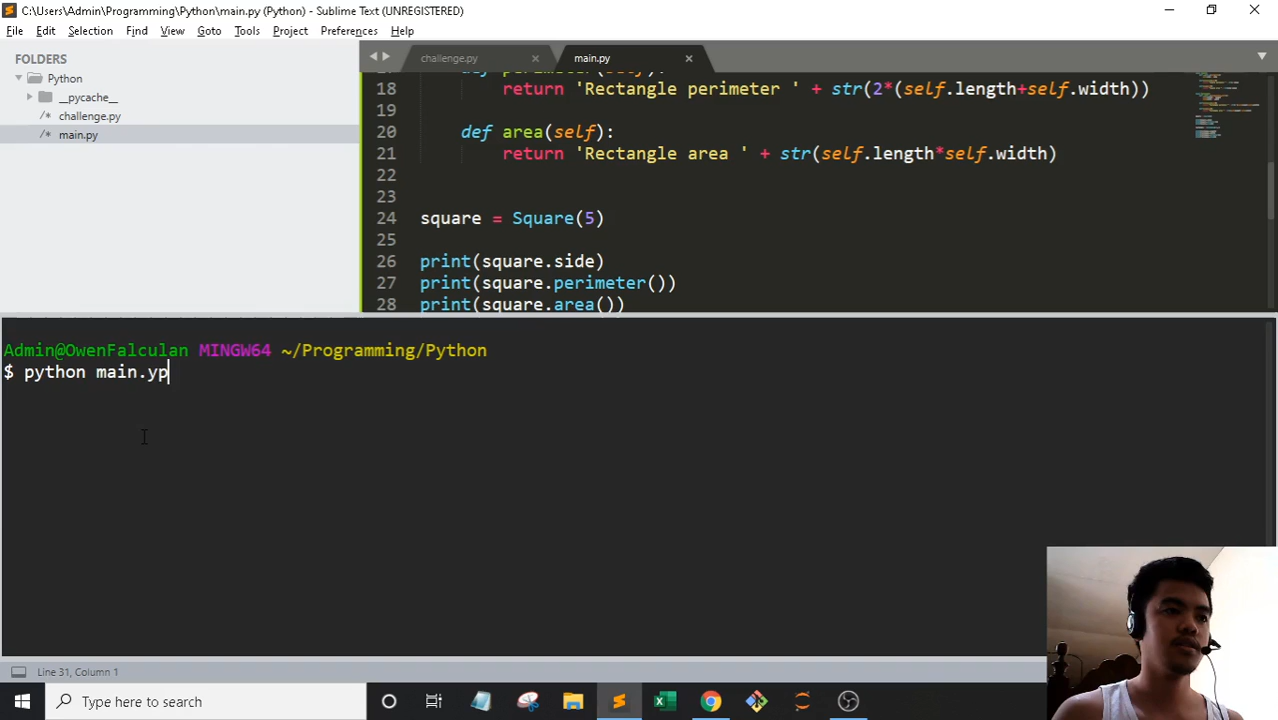 C:\Users\Admin\Programming\Python\main.py (Python) - Sublime Text (UNREGISTERED)
File Edit Selection Find View Goto Tools Project Preferences Help
FOLDERS
Python
__pycache__
challenge.py
main.py
challenge.py
main.py
def perimeter(self):
18 return 'Rectangle perimeter ' + str(2*(self.length+self.width))
19
20 def area(self):
21 return 'Rectangle area ' + str(self.length*self.width)
22
23
24 square = Square(5)
25
26 print(square.side)
27 print(square.perimeter())
28 print(square.area())
Admin@OwenFalculan MINGW64 ~/Programming/Python
$ python main.yp
Line 31, Column 1
Type here to search